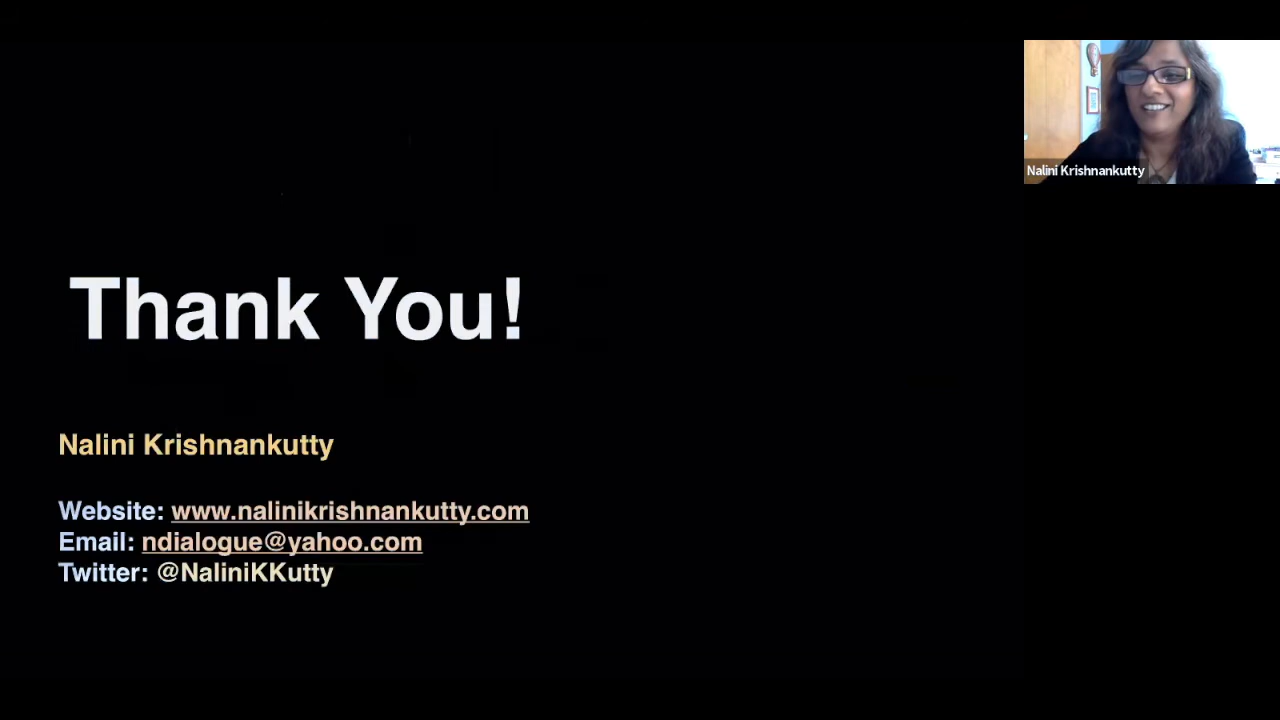 Nalini Krishnankutty
Thank You!
Nalini Krishnankutty
Website: www.nalinikrishnankutty.com
Email: ndialogue@yahoo.com
Twitter: @NaliniKKutty